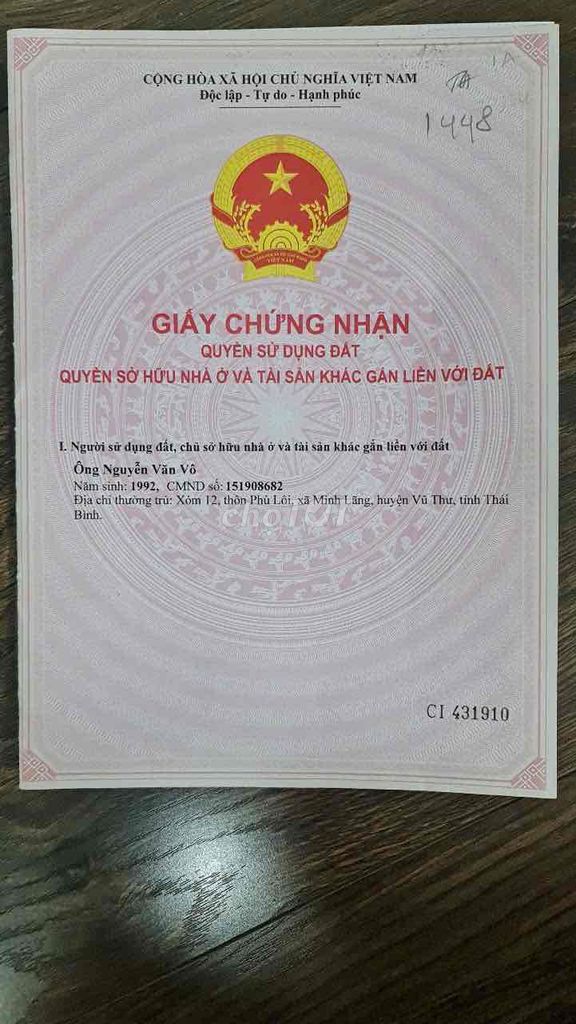 CỘNG HÒA XÃ HỘI CHỦ NGHĨA VIỆT NAM
Độc lập - Tự do - Hạnh phúc
1448
VIỆT NAM
GIẤY CHỨNG NHẬN
QUYỀN SỬ DỤNG ĐẤT
QUYỀN SỞ HỮU NHÀ Ở VÀ TÀI SẢN KHÁC GẮN LIỀN VỚI ĐẤT
I. Người sử dụng đất, chủ sở hữu nhà ở và tài sản khác gắn liền với đất
Ông Nguyễn Văn Vô
Năm sinh: 1992, CMND số: 151908682
Địa chỉ thường trú: Xóm 12, thôn Phù Lôi, xã Minh Lãng, huyện Vũ Thư, tỉnh Thái
Bình.
chợTỐT
CI 431910